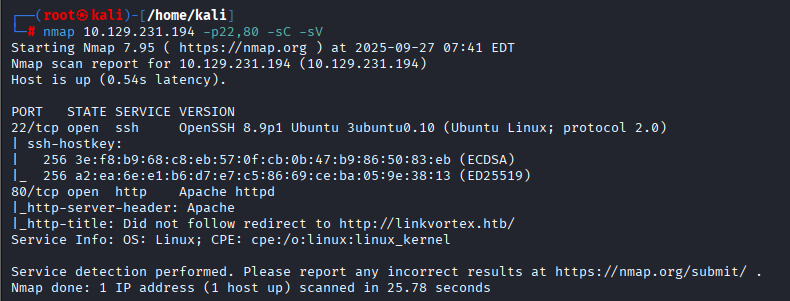 ┌──(root㉿kali)-[/home/kali]
└─# nmap 10.129.231.194 -p22,80 -sC -sV
Starting Nmap 7.95 ( https://nmap.org ) at 2025-09-27 07:41 EDT
Nmap scan report for 10.129.231.194 (10.129.231.194)
Host is up (0.54s latency).

PORT   STATE SERVICE VERSION
22/tcp open  ssh     OpenSSH 8.9p1 Ubuntu 3ubuntu0.10 (Ubuntu Linux; protocol 2.0)
| ssh-hostkey:
|   256 3e:f8:b9:68:c8:eb:57:0f:cb:0b:47:b9:86:50:83:eb (ECDSA)
|_  256 a2:ea:6e:e1:b6:d7:e7:c5:86:69:ce:ba:05:9e:38:13 (ED25519)
80/tcp open  http    Apache httpd
|_http-server-header: Apache
|_http-title: Did not follow redirect to http://linkvortex.htb/
Service Info: OS: Linux; CPE: cpe:/o:linux:linux_kernel

Service detection performed. Please report any incorrect results at https://nmap.org/submit/ .
Nmap done: 1 IP address (1 host up) scanned in 25.78 seconds